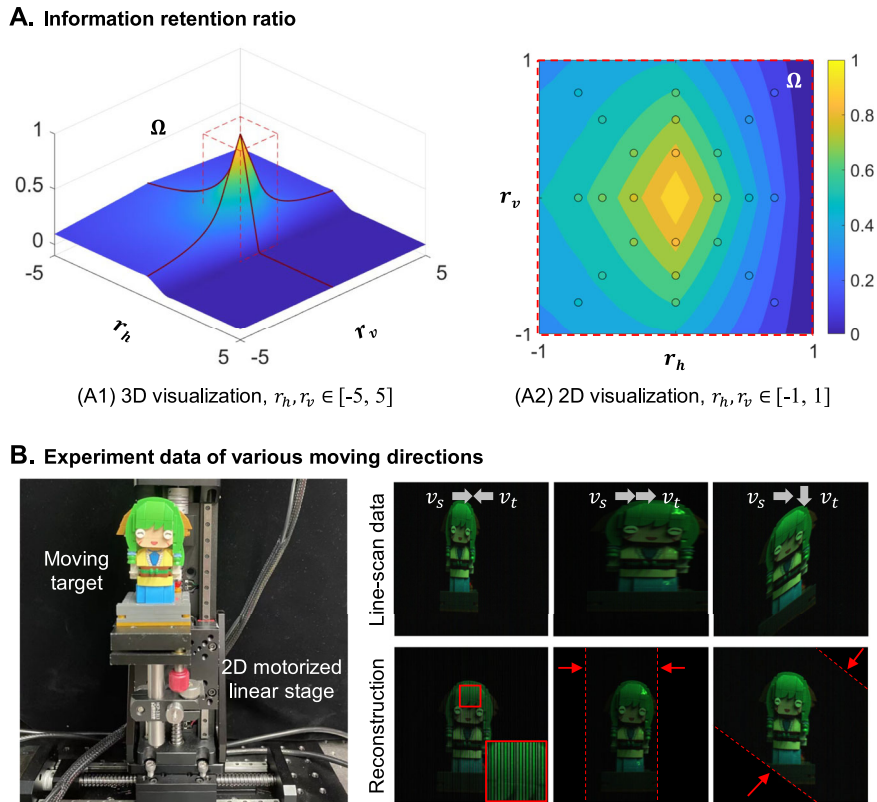 A. Information retention ratio
Ω
1
0.5
0
-5
5
5
-5
r_h
r_v
(A1) 3D visualization, r_h, r_v ∈ [-5, 5]
Ω
1
r_v
-1
-1
1
r_h
1
0.8
0.6
0.4
0.2
0
(A2) 2D visualization, r_h, r_v ∈ [-1, 1]
B. Experiment data of various moving directions
Moving
target
2D motorized
linear stage
Line-scan data
v_s v_t
v_s v_t
v_s v_t
Reconstruction